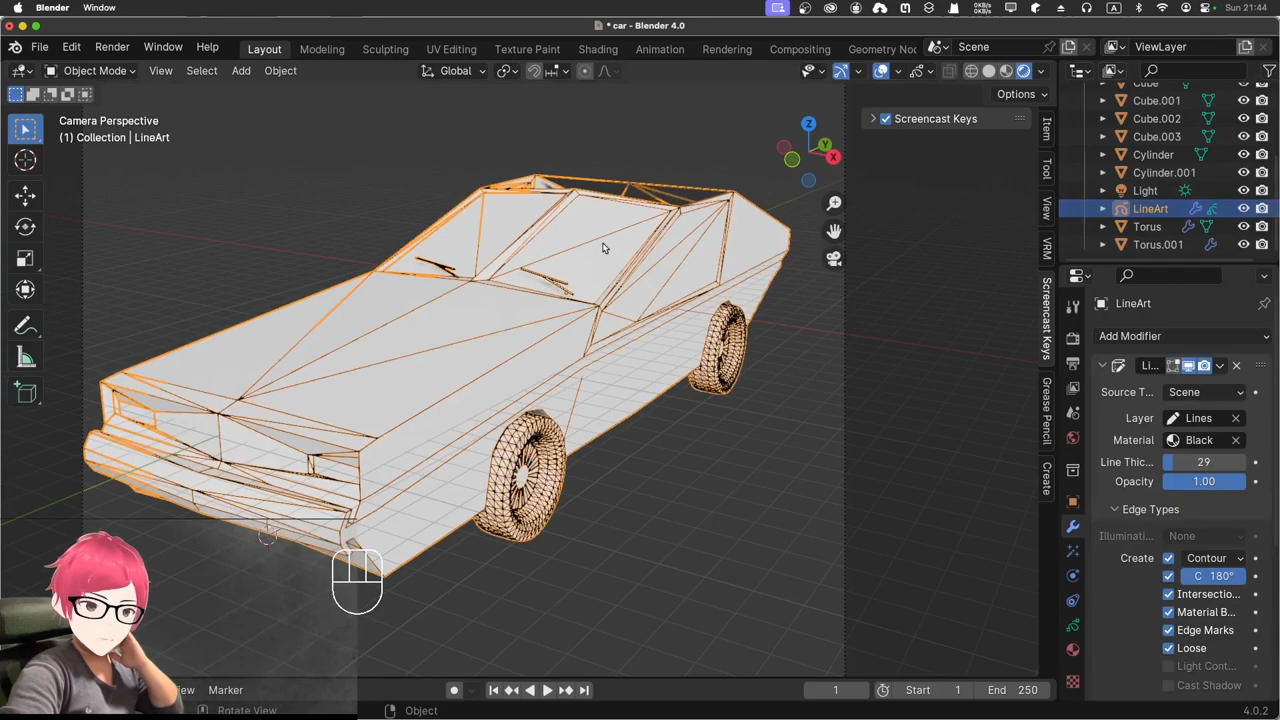 Blender
Window
A
Sun 21:44
0KB/s
0KB/s
* car - Blender 4.0
File
Edit
Render
Window
Help
Layout
Modeling
Sculpting
UV Editing
Texture Paint
Shading
Animation
Rendering
Compositing
Geometry Noc
Scene
ViewLayer
Object Mode
View
Select
Add
Object
Global
Options
Camera Perspective
(1) Collection | LineArt
Z
Y
X
Screencast Keys
Item
Tool
View
VRM
Screencast Keys
Grease Pencil
Create
Cube
Cube.001
Cube.002
Cube.003
Cylinder
Cylinder.001
Light
LineArt
Torus
Torus.001
LineArt
Add Modifier
Li...
Source T...
Scene
Layer
Lines
Material
Black
Line Thic...
29
Opacity
1.00
Edge Types
Illuminati...
None
Create
Contour
C 180°
Intersectio...
Material B...
Edge Marks
Loose
Light Cont...
Cast Shadow
iew
Marker
1
Start
1
End
250
Rotate View
Object
4.0.2